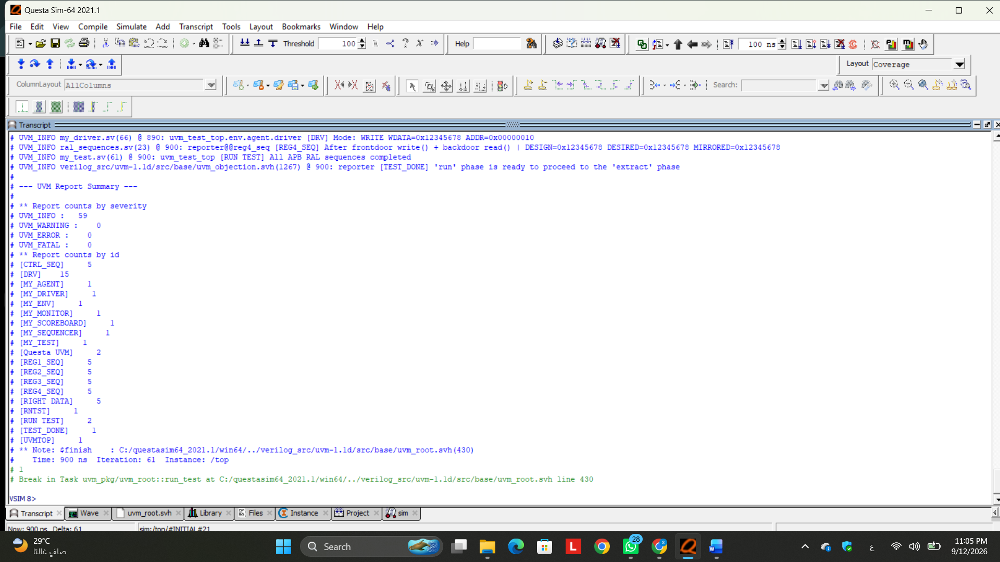 Questa Sim-64 2021.1
File Edit View Compile Simulate Add Transcript Tools Layout Bookmarks Window Help
Threshold 100 Help 100 ns
Layout Coverage
ColumnLayout AllColumns Search:
Transcript
# UVM_INFO my_driver.sv(66) @ 890: uvm_test_top.env.agent.driver [DRV] Mode: WRITE WDATA=0x12345678 ADDR=0x00000010
# UVM_INFO ral_sequences.sv(23) @ 900: reporter@@reg4_seq [REG4_SEQ] After frontdoor write() + backdoor read() | DESIGN=0x12345678 DESIRED=0x12345678 MIRRORED=0x12345678
# UVM_INFO my_test.sv(61) @ 900: uvm_test_top [RUN TEST] All APB RAL sequences completed
# UVM_INFO verilog_src/uvm-1.1d/src/base/uvm_objection.svh(1267) @ 900: reporter [TEST_DONE] 'run' phase is ready to proceed to the 'extract' phase
#
# --- UVM Report Summary ---
#
# ** Report counts by severity
# UVM_INFO : 59
# UVM_WARNING : 0
# UVM_ERROR : 0
# UVM_FATAL : 0
# ** Report counts by id
# [CTRL_SEQ] 5
# [DRV] 15
# [MY_AGENT] 1
# [MY_DRIVER] 1
# [MY_ENV] 1
# [MY_MONITOR] 1
# [MY_SCOREBOARD] 1
# [MY_SEQUENCER] 1
# [MY_TEST] 1
# [Questa UVM] 2
# [REG1_SEQ] 5
# [REG2_SEQ] 5
# [REG3_SEQ] 5
# [REG4_SEQ] 5
# [RIGHT DATA] 5
# [RNTST] 1
# [RUN TEST] 2
# [TEST_DONE] 1
# [UVMTOP] 1
# ** Note: $finish : C:/questasim64_2021.1/win64/../verilog_src/uvm-1.1d/src/base/uvm_root.svh(430)
# Time: 900 ns Iteration: 61 Instance: /top
# 1
# Break in Task uvm_pkg/uvm_root::run_test at C:/questasim64_2021.1/win64/../verilog_src/uvm-1.1d/src/base/uvm_root.svh line 430
VSIM 8>
Transcript Wave uvm_root.svh Library Files Instance Project sim
Now: 900 ns Delta: 61 sim:/top/#INITIAL#21
29°C
صافٍ غالبًا
Search
28
ع
11:05 PM
9/12/2026